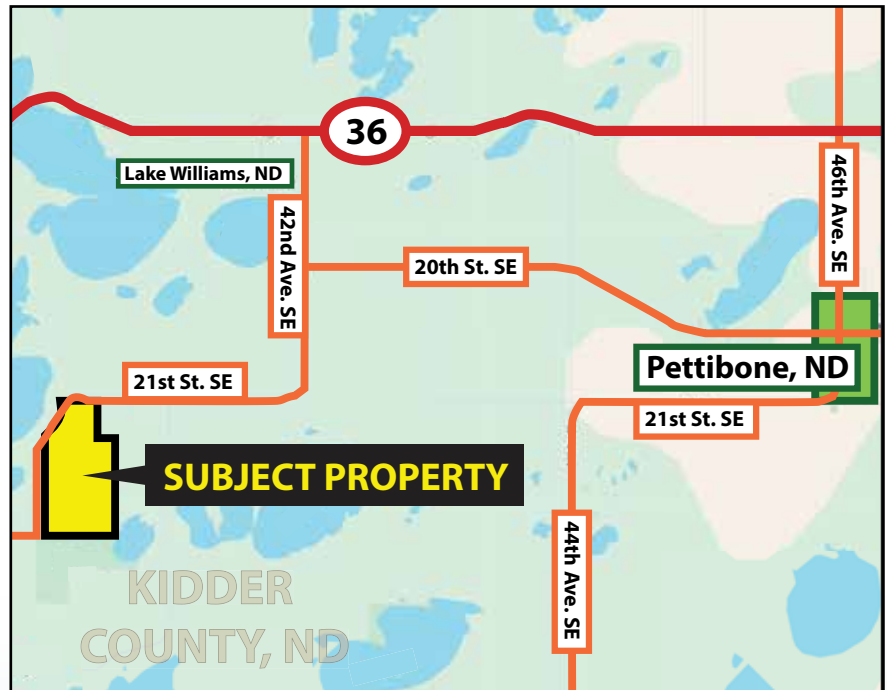 36
Lake Williams, ND
42nd Ave. SE
46th Ave. SE
20th St. SE
Pettibone, ND
21st St. SE
21st St. SE
SUBJECT PROPERTY
44th Ave. SE
KIDDER
COUNTY, ND